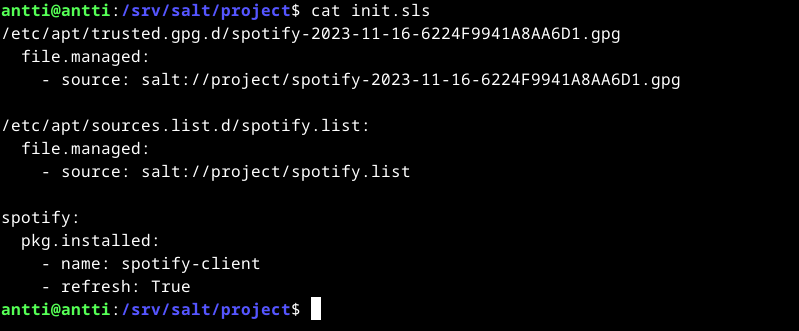 antti@antti:/srv/salt/project$ cat init.sls
/etc/apt/trusted.gpg.d/spotify-2023-11-16-6224F9941A8AA6D1.gpg
  file.managed:
    - source: salt://project/spotify-2023-11-16-6224F9941A8AA6D1.gpg

/etc/apt/sources.list.d/spotify.list:
  file.managed:
    - source: salt://project/spotify.list

spotify:
  pkg.installed:
    - name: spotify-client
    - refresh: True
antti@antti:/srv/salt/project$